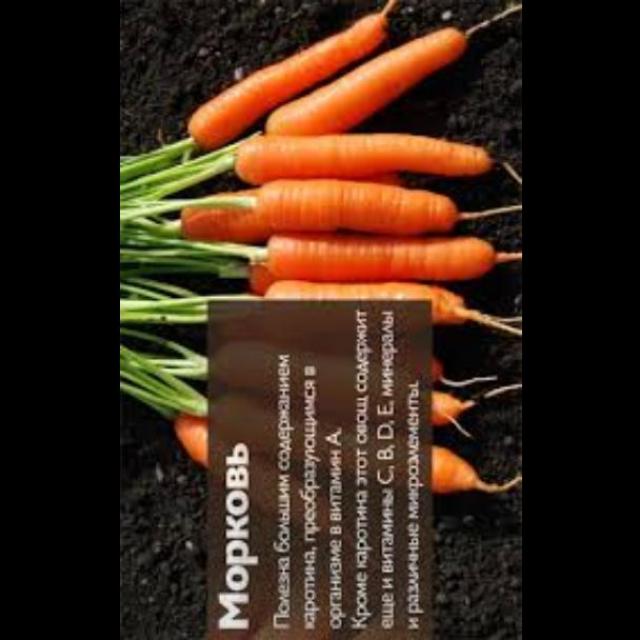 Морковь
Полезна большим содержанием
каротина, преобразующимся в
организме в витамин А.
Кроме каротина этот овощ содержит
еще и витамины С, В, D, Е, минералы
и различные микроэлементы.